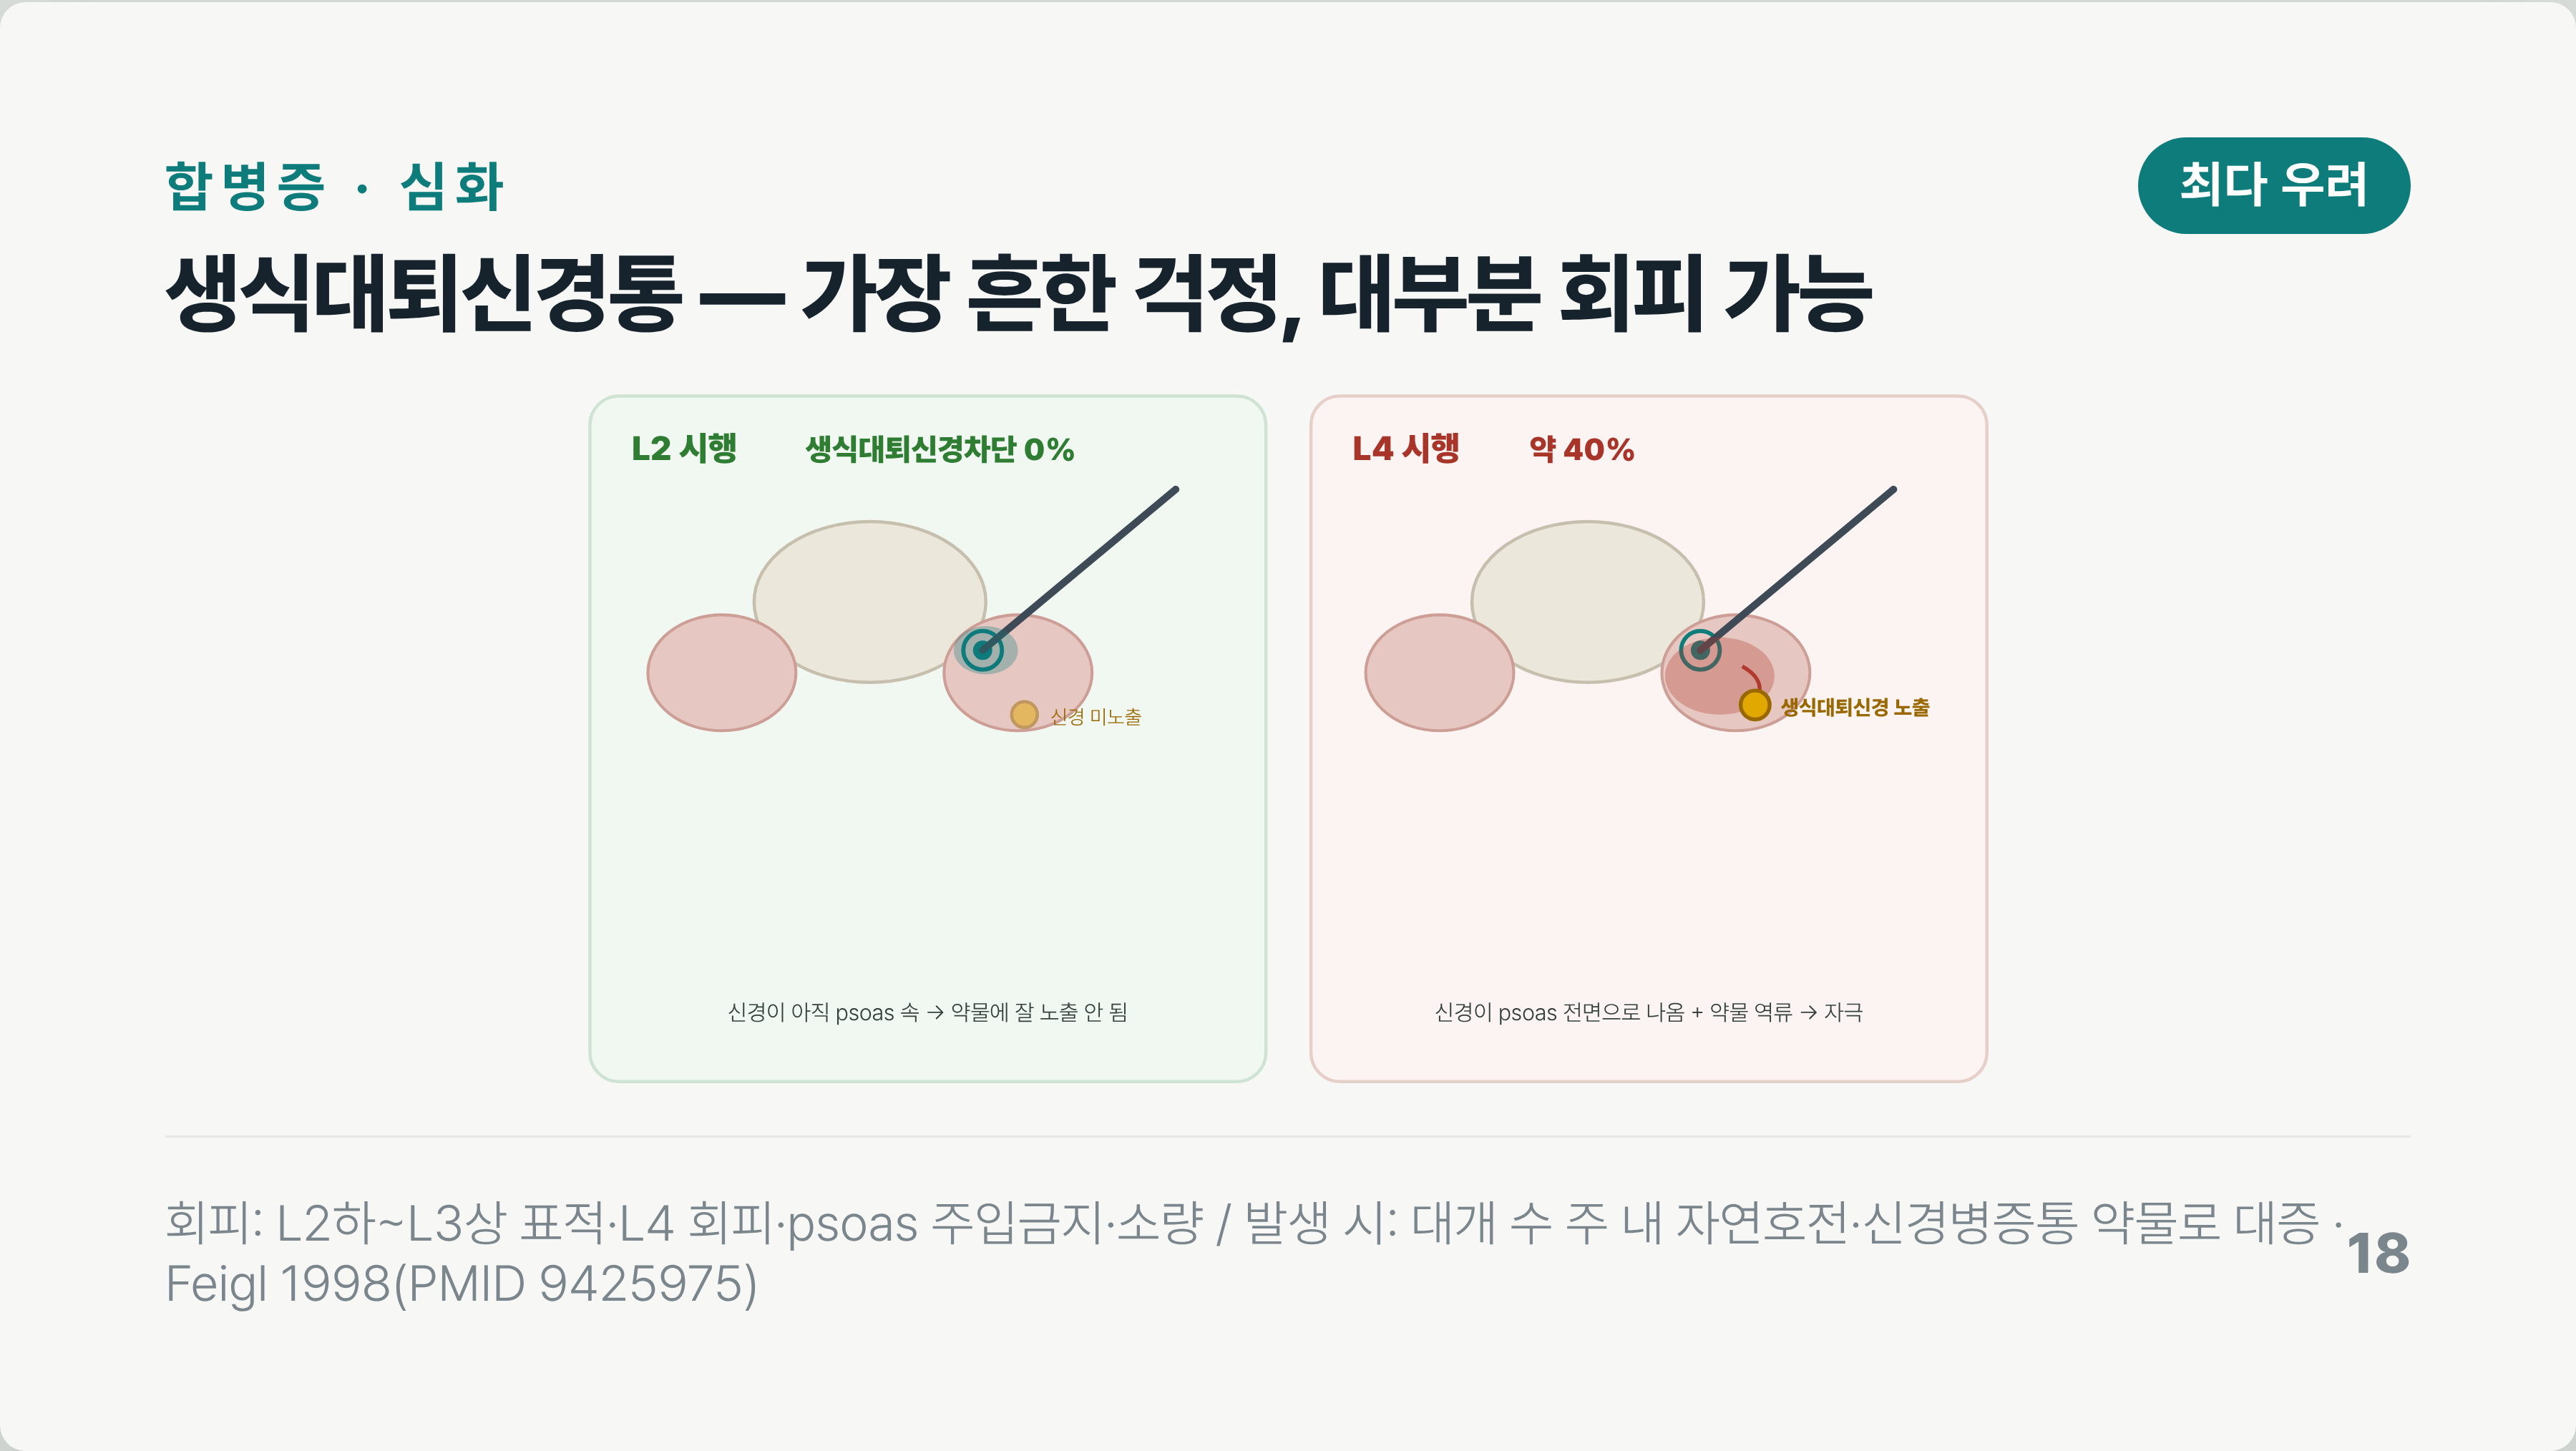 합병증 · 심화
최다 우려
생식대퇴신경통 — 가장 흔한 걱정, 대부분 회피 가능
L2 시행
생식대퇴신경차단 0%
신경 미노출
신경이 아직 psoas 속 → 약물에 잘 노출 안 됨
L4 시행
약 40%
생식대퇴신경 노출
신경이 psoas 전면으로 나옴 + 약물 역류 → 자극
회피: L2하~L3상 표적·L4 회피·psoas 주입금지·소량 / 발생 시: 대개 수 주 내 자연호전·신경병증통 약물로 대증 ·
Feigl 1998(PMID 9425975)
18